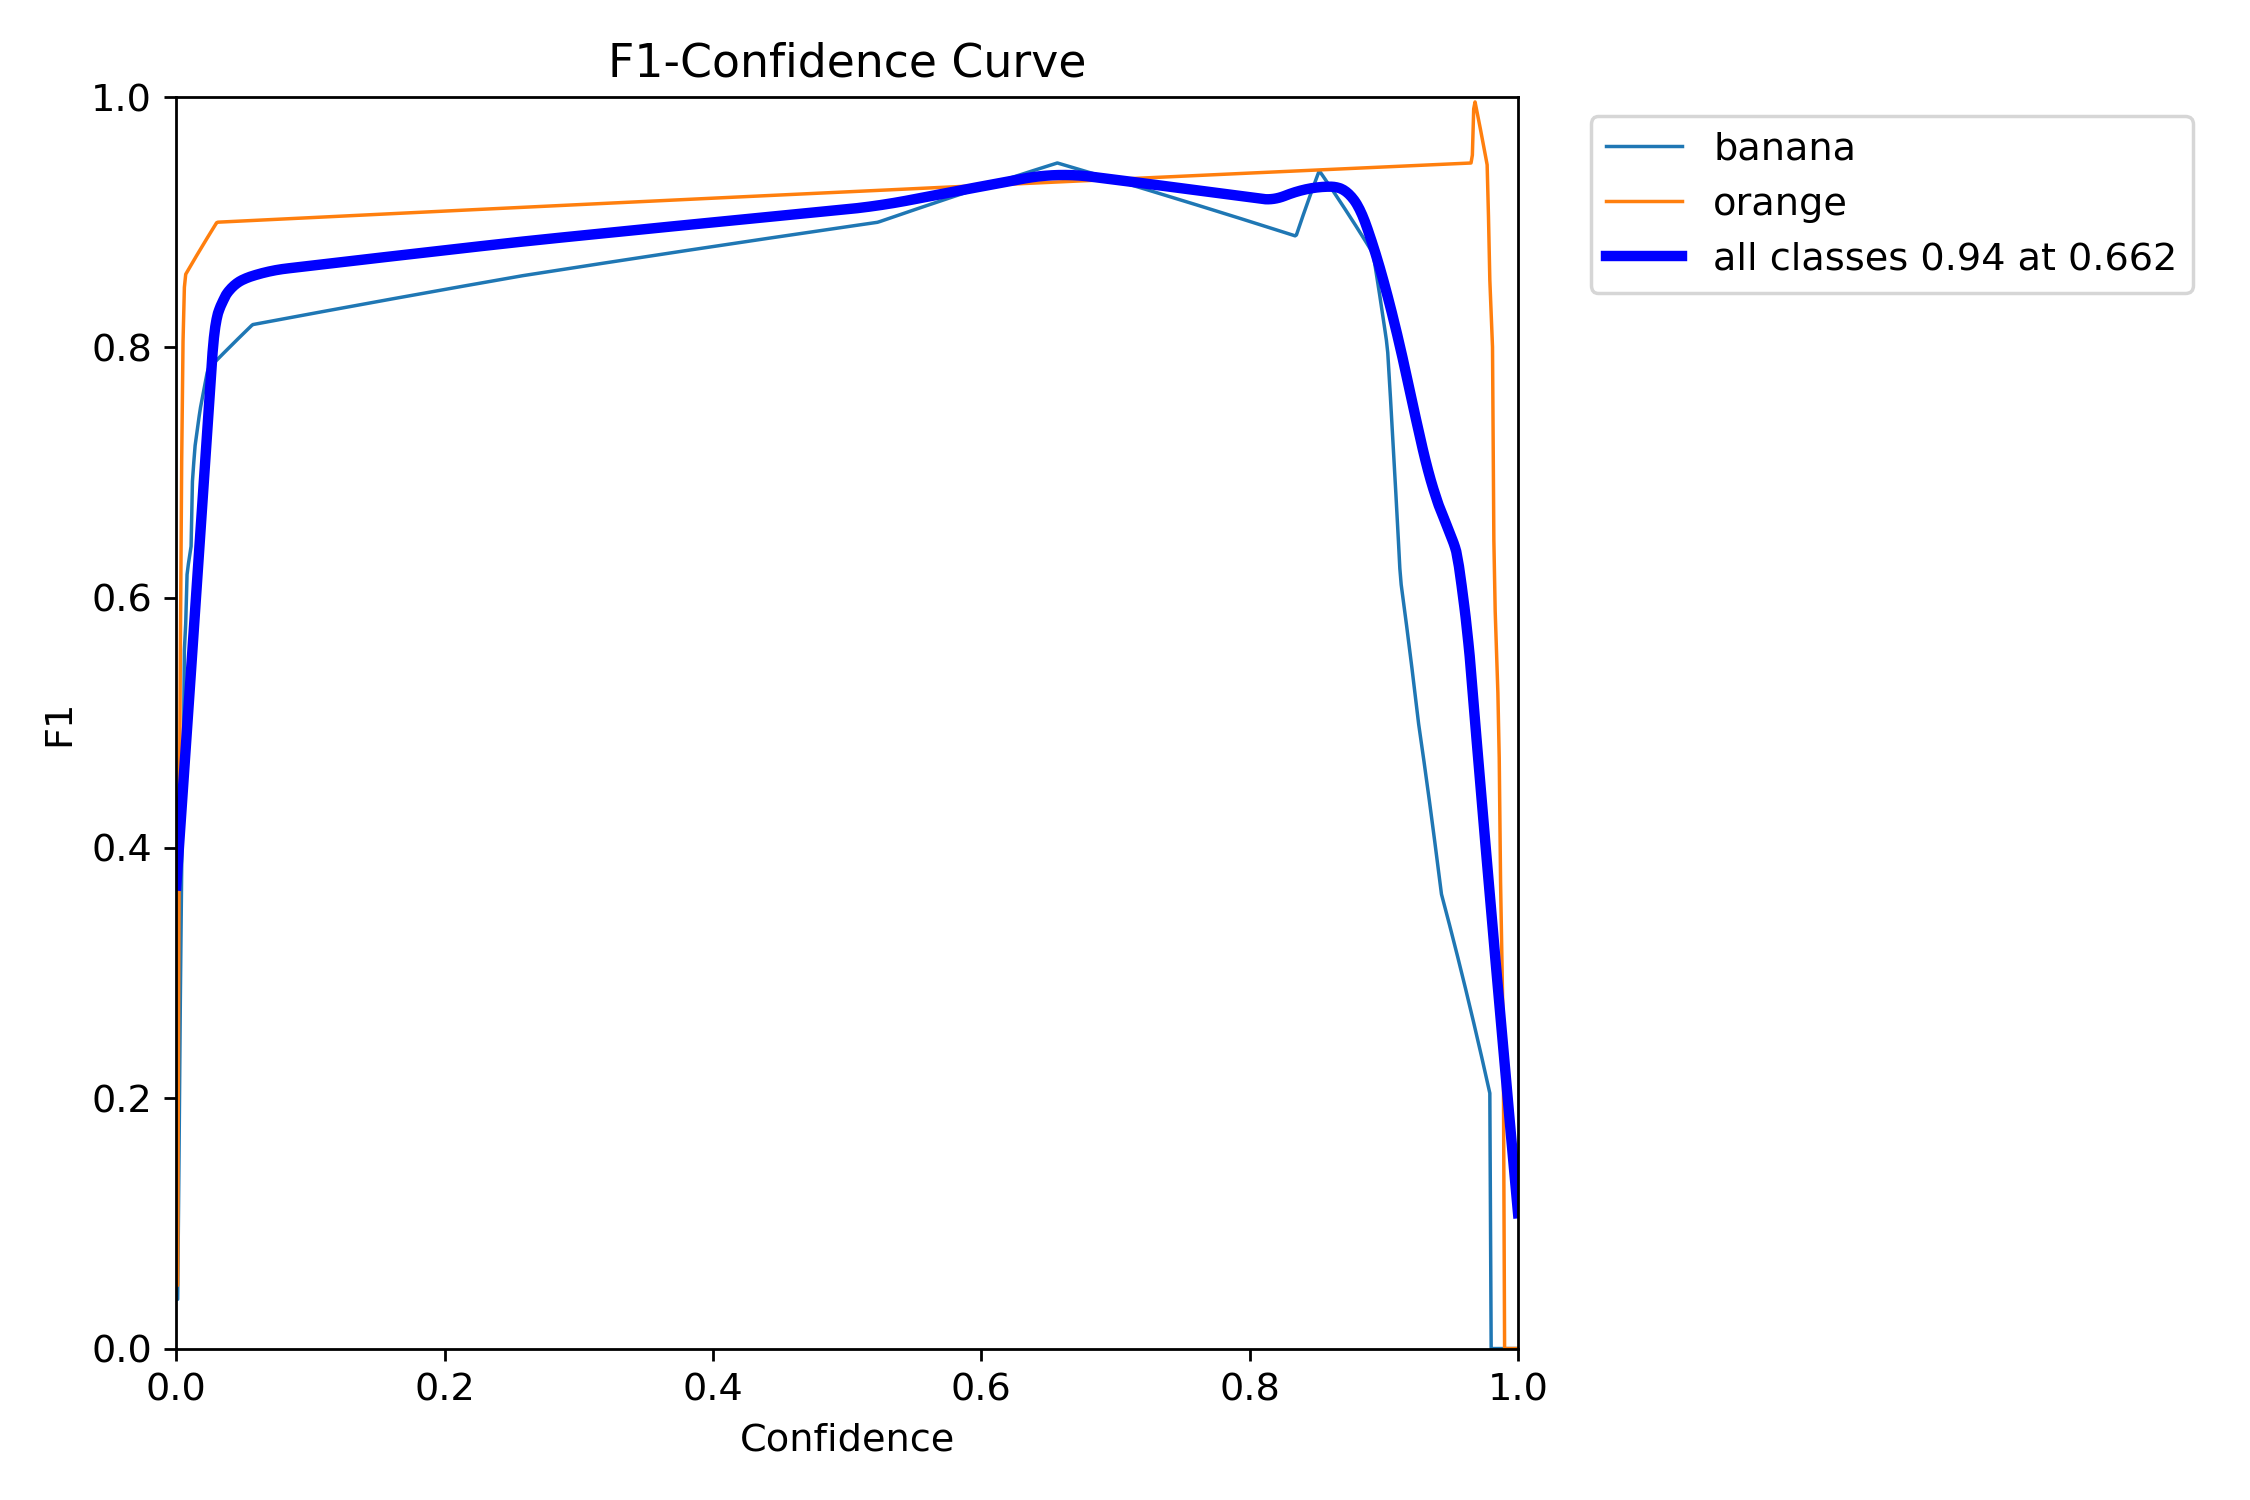 F1-Confidence Curve
1.0
0.8
0.6
0.4
0.2
0.0
F1
0.0 0.2 0.4 0.6 0.8 1.0
Confidence
banana
orange
all classes 0.94 at 0.662